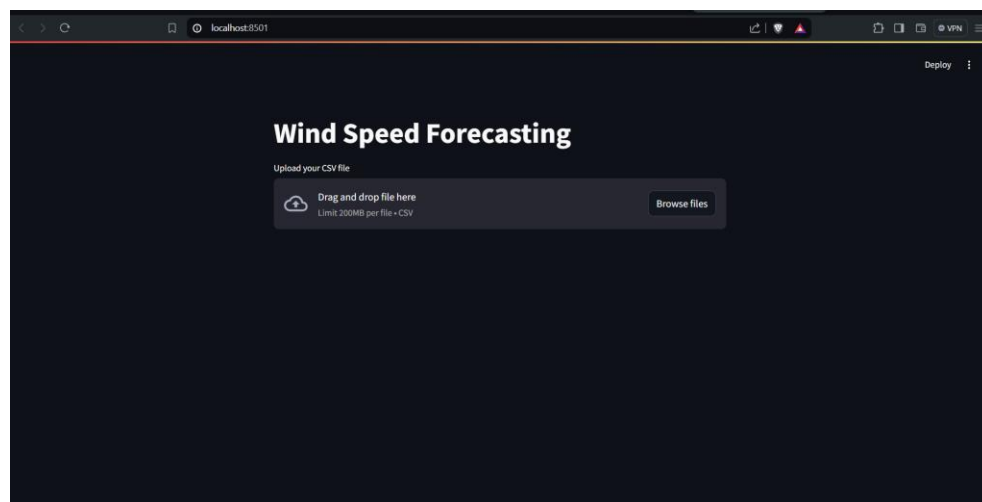 localhost:8501
VPN
Deploy
Wind Speed Forecasting
Upload your CSV file
Drag and drop file here
Limit 200MB per file • CSV
Browse files